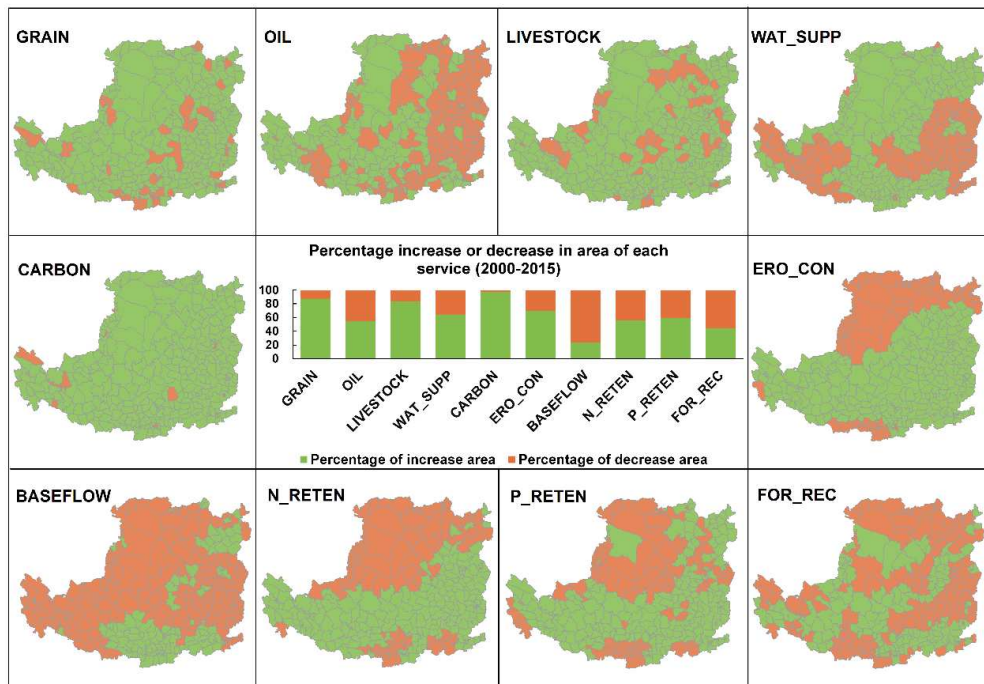 GRAIN
OIL
LIVESTOCK
WAT_SUPP
CARBON
Percentage increase or decrease in area of each
service (2000-2015)
100
80
60
40
20
0
GRAIN
OIL
LIVESTOCK
WAT_SUPP
CARBON
ERO_CON
BASEFLOW
N_RETEN
P_RETEN
FOR_REC
Percentage of increase area
Percentage of decrease area
ERO_CON
BASEFLOW
N_RETEN
P_RETEN
FOR_REC